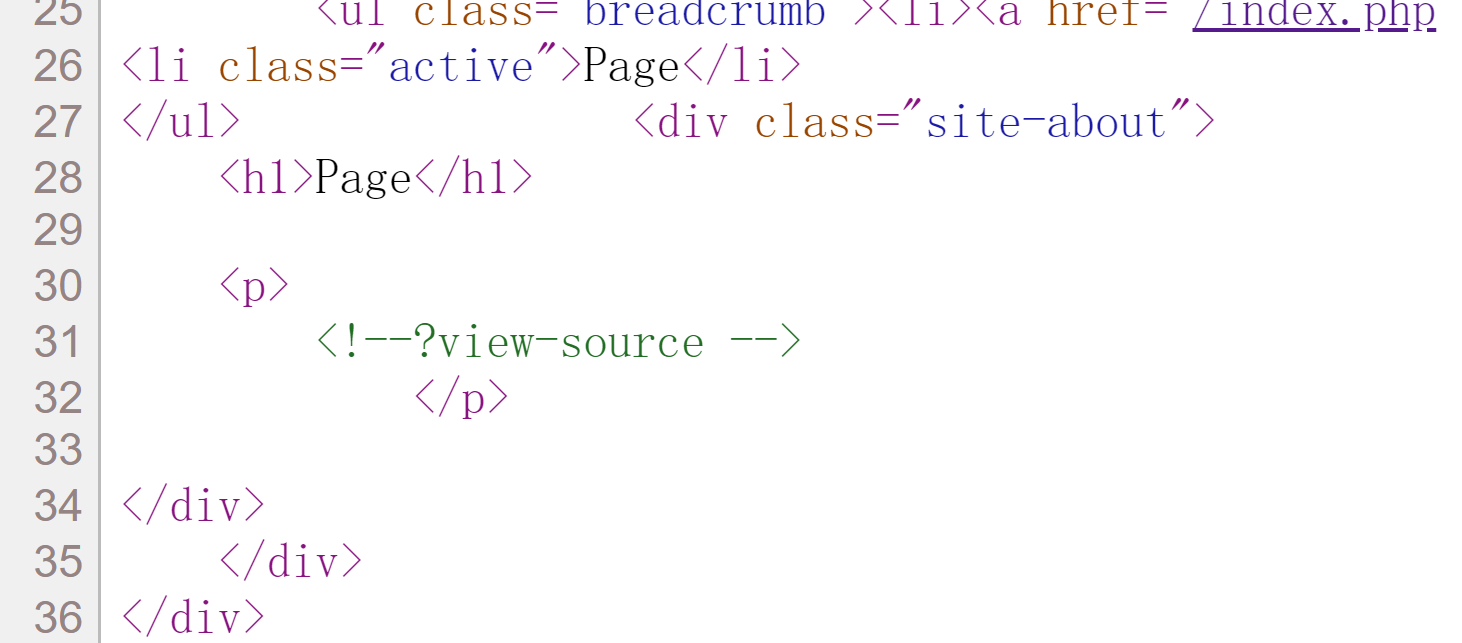 25 <ul class="breadcrumb"><li><a href="/index.php
26 <li class="active">Page</li>
27 </ul> <div class="site-about">
28 <h1>Page</h1>
29
30 <p>
31 <!--?view-source -->
32 </p>
33
34 </div>
35 </div>
36 </div>